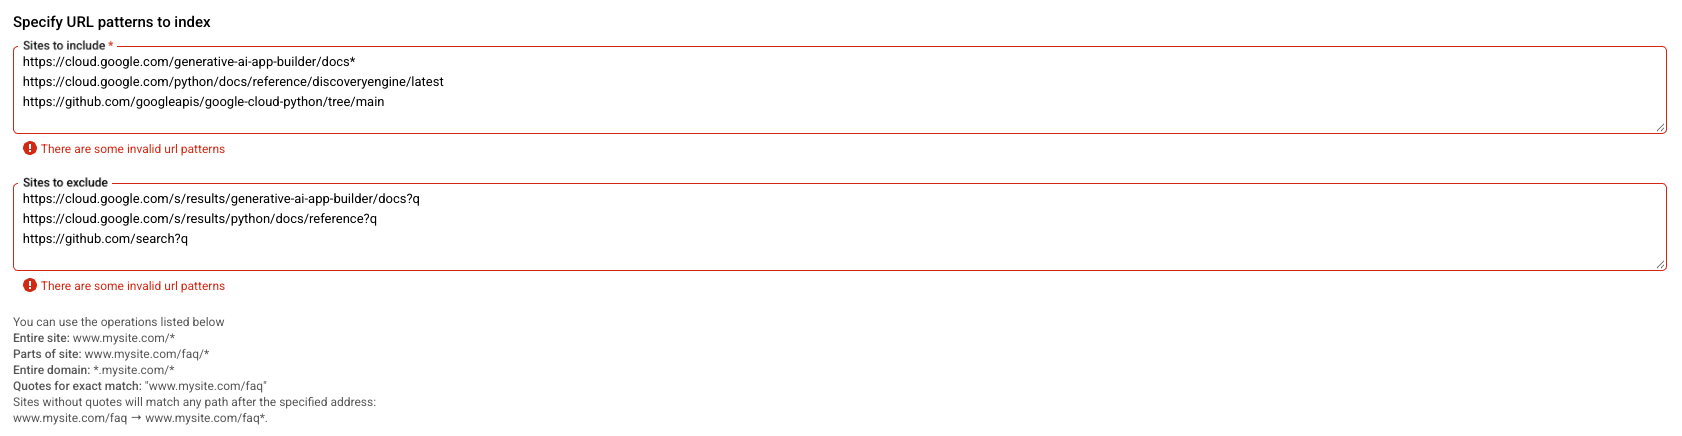 Specify URL patterns to index
Sites to include *
https://cloud.google.com/generative-ai-app-builder/docs*
https://cloud.google.com/python/docs/reference/discoveryengine/latest
https://github.com/googleapis/google-cloud-python/tree/main
There are some invalid url patterns
Sites to exclude
https://cloud.google.com/s/results/generative-ai-app-builder/docs?q
https://cloud.google.com/s/results/python/docs/reference?q
https://github.com/search?q
There are some invalid url patterns
You can use the operations listed below
Entire site: www.mysite.com/*
Parts of site: www.mysite.com/faq/*
Entire domain: *.mysite.com/*
Quotes for exact match: "www.mysite.com/faq"
Sites without quotes will match any path after the specified address:
www.mysite.com/faq → www.mysite.com/faq*.